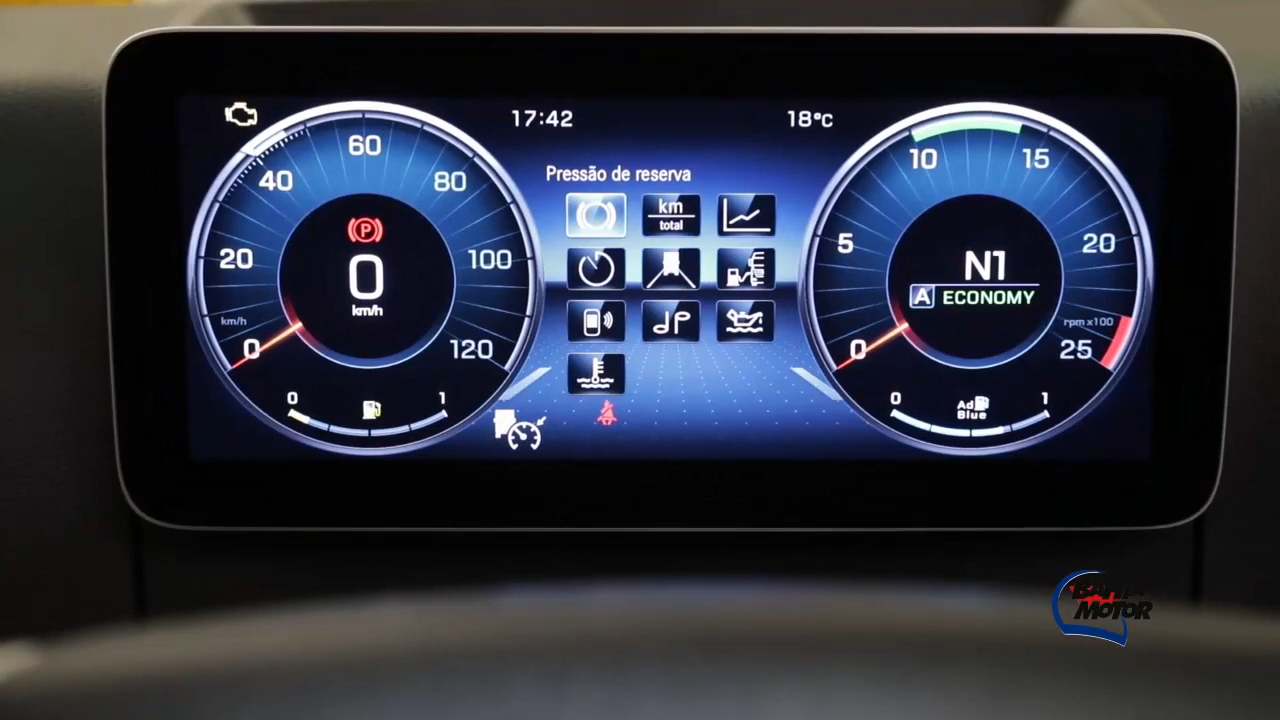 17:42
18°C
Pressão de reserva
0
20
40
60
80
100
120
km/h
P
0
km/h
0
1
km
total
0
5
10
15
20
25
rpm x100
N1
A ECONOMY
0
1
Ad
Blue
BAHIA
MOTOR